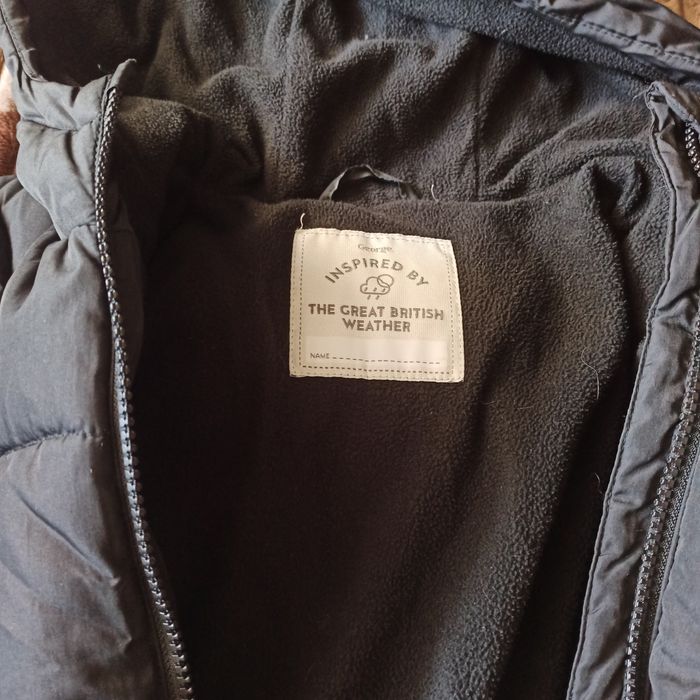 George
INSPIRED BY
THE GREAT BRITISH
WEATHER
NAME